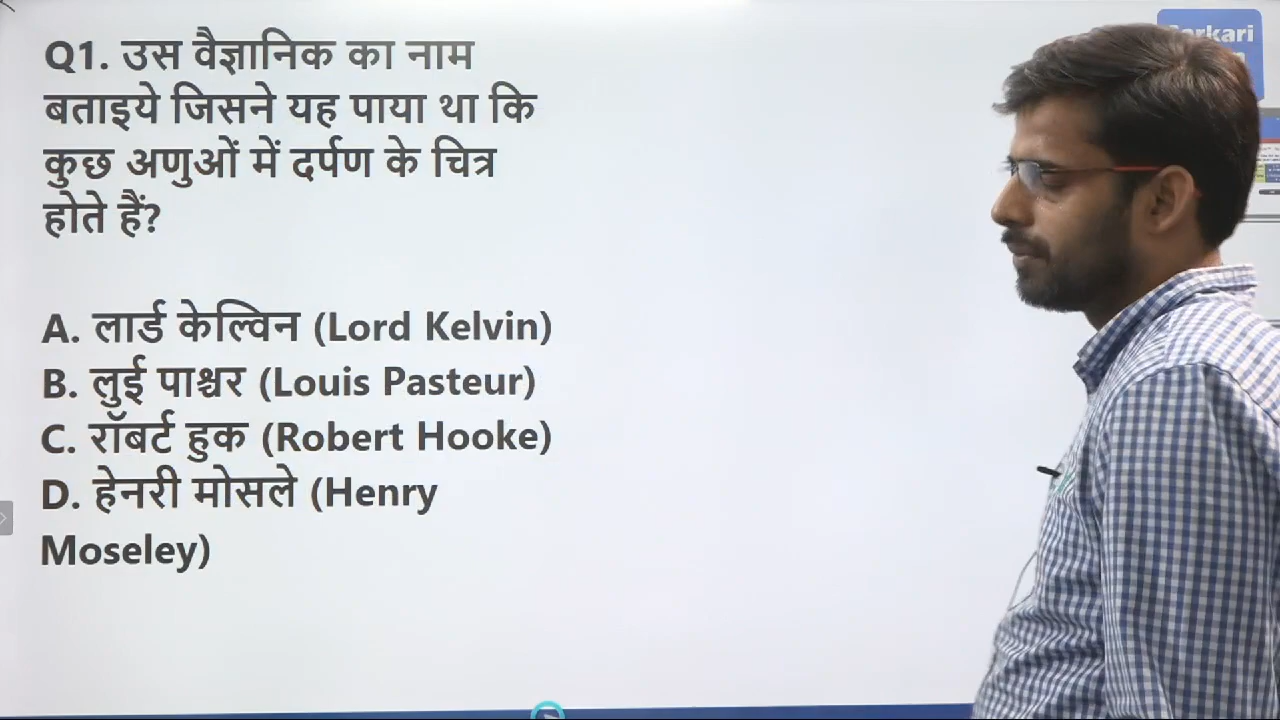 Q1. उस वैज्ञानिक का नाम
बताइये जिसने यह पाया था कि
कुछ अणुओं में दर्पण के चित्र
होते हैं?
A. लार्ड केल्विन (Lord Kelvin)
B. लुई पाश्चर (Louis Pasteur)
C. रॉबर्ट हुक (Robert Hooke)
D. हेनरी मोसले (Henry
Moseley)